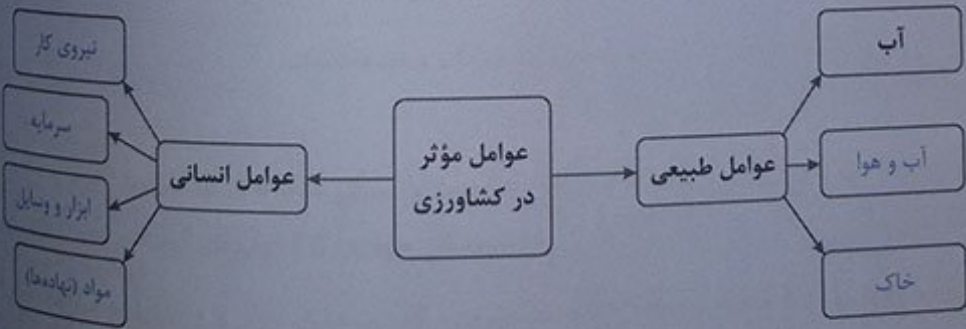 عوامل مؤثر
در کشاورزی
عوامل طبیعی
آب
آب و هوا
خاک
عوامل انسانی
نیروی کار
سرمایه
ابزار و وسایل
مواد (نهاده‌ها)